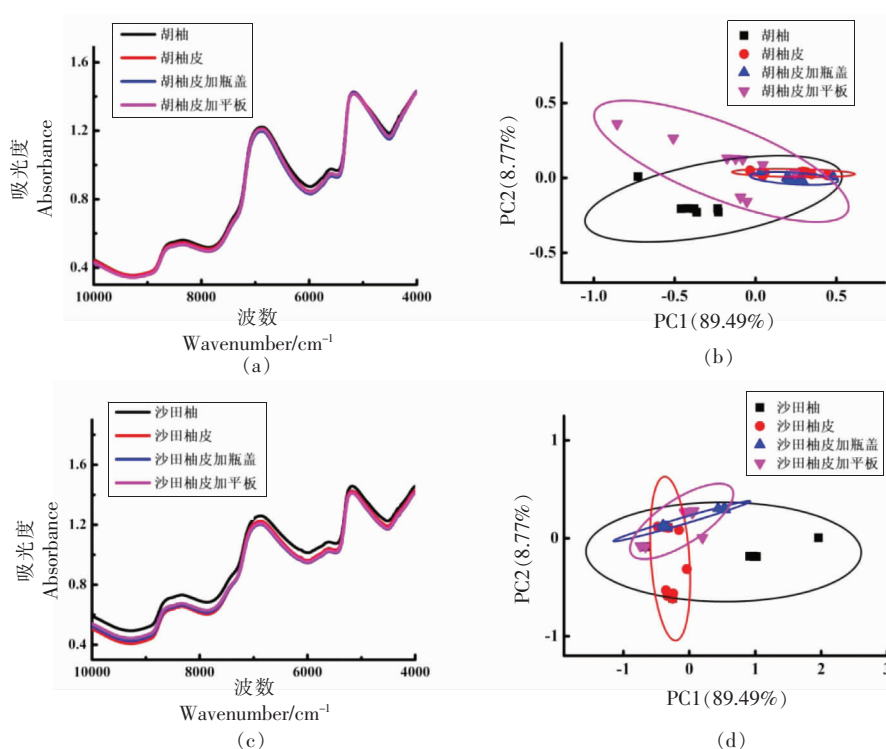 胡柚
胡柚皮
胡柚皮加瓶盖
胡柚皮加平板
1.6
1.2
0.8
0.4
10000 8000 6000 4000
吸光度
Absorbance
波数
Wavenumber/cm⁻¹
(a)
胡柚
胡柚皮
胡柚皮加瓶盖
胡柚皮加平板
0.5
0.0
-0.5
-1.0 -0.5 0.0 0.5
PC2(8.77%)
PC1(89.49%)
(b)
沙田柚
沙田柚皮
沙田柚皮加瓶盖
沙田柚皮加平板
1.6
1.2
0.8
0.4
10000 8000 6000 4000
吸光度
Absorbance
波数
Wavenumber/cm⁻¹
(c)
沙田柚
沙田柚皮
沙田柚皮加瓶盖
沙田柚皮加平板
1
0
-1
-1 0 1 2 3
PC2(8.77%)
PC1(89.49%)
(d)